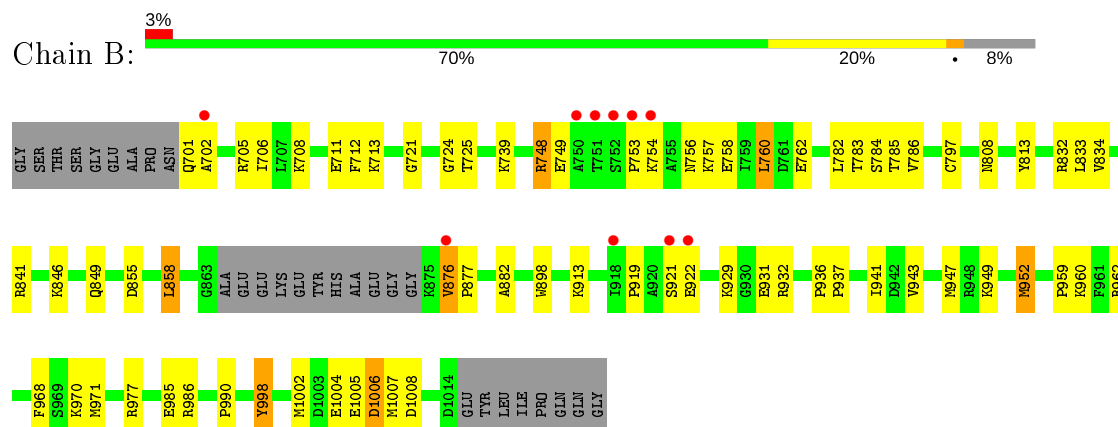 3%
Chain B:
70% 20% • 8%
GLY SER THR SER GLY GLU ALA PRO ASN Q701 A702 R705 I706 L707 K708 E711 F712 K713 G721 G724 T725 K739 R748 E749 A750 T751 S752 P753 K754 A755 N756 K757 E758 I759 L760 D761 E762 L782 T783 S784 T785 V786 C797 N808 Y813 R832 L833 V834
R841 K846 Q849 D855 L858 G863 ALA GLU GLU LYS GLU TYR HIS ALA GLU GLY GLY K875 V876 P877 A882 W898 K913 I918 P919 A920 S921 E922 K929 G930 E931 R932 P936 P937 I941 D942 V943 M947 R948 K949 M952 P959 K960 F961 R962
F968 S969 K970 M971 R977 E985 R986 P990 Y998 M1002 D1003 E1004 E1005 D1006 M1007 D1008 D1014 GLU TYR LEU ILE PRO GLN GLN GLY